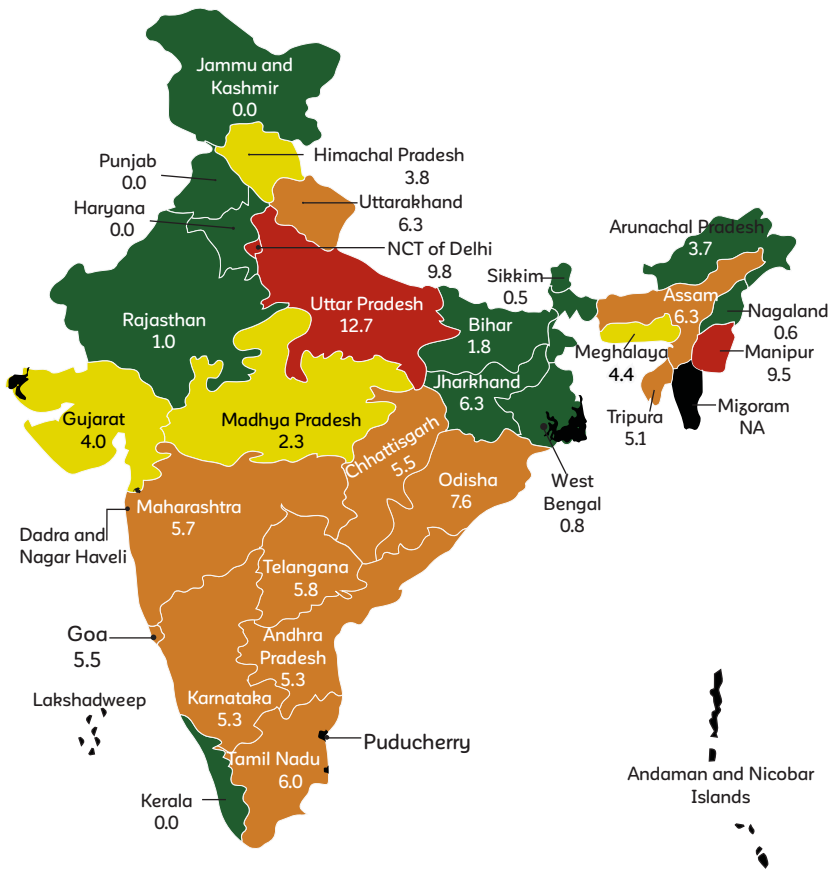 Jammu and
Kashmir
0.0
Punjab
0.0
Himachal Pradesh
3.8
Haryana
0.0
Uttarakhand
6.3
NCT of Delhi
9.8
Arunachal Pradesh
3.7
Sikkim
0.5
Uttar Pradesh
12.7
Rajasthan
1.0
Bihar
1.8
Assam
6.3
Nagaland
0.6
Meghalaya
4.4
Manipur
9.5
Jharkhand
6.3
Gujarat
4.0
Madhya Pradesh
2.3
Chhattisgarh
5.5
Tripura
5.1
Mizoram
NA
Odisha
7.6
West
Bengal
0.8
Maharashtra
5.7
Dadra and
Nagar Haveli
Telangana
5.8
Goa
5.5
Andhra
Pradesh
5.3
Karnataka
5.3
Lakshadweep
Puducherry
Tamil Nadu
6.0
Kerala
0.0
Andaman and Nicobar
Islands